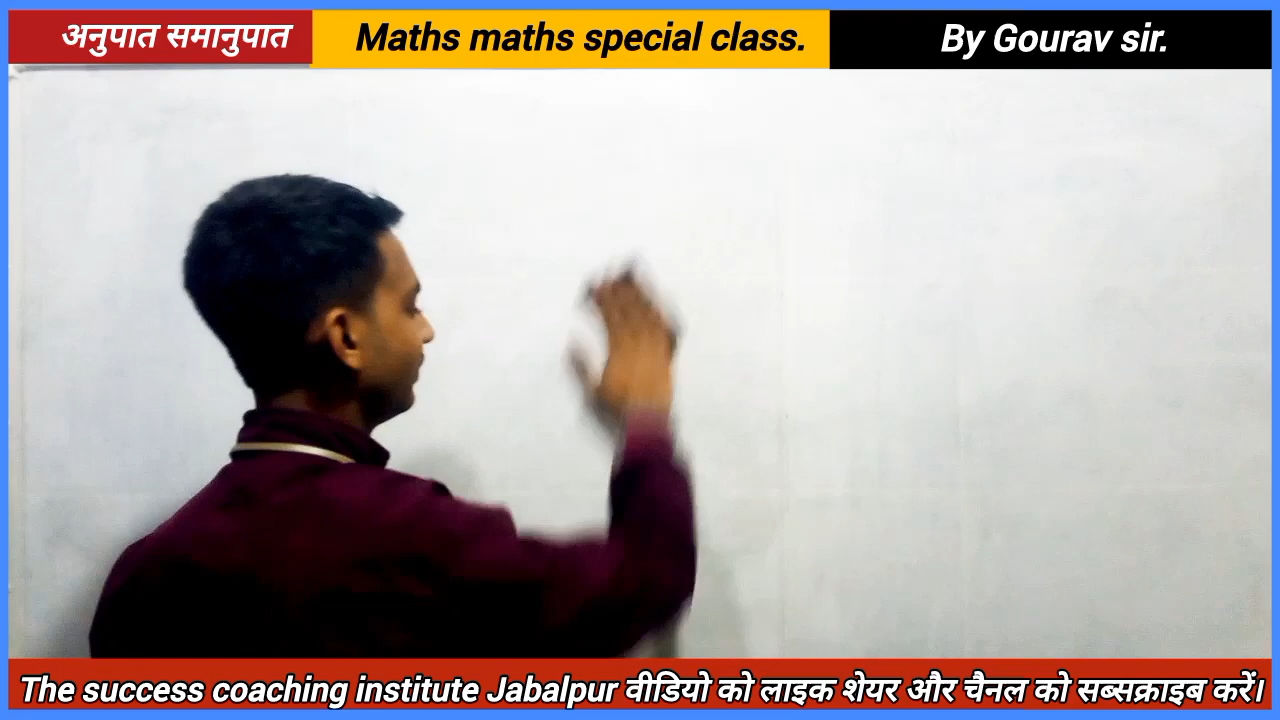 अनुपात समानुपात Maths maths special class. By Gourav sir.
The success coaching institute Jabalpur वीडियो को लाइक शेयर और चैनल को सब्सक्राइब करें।